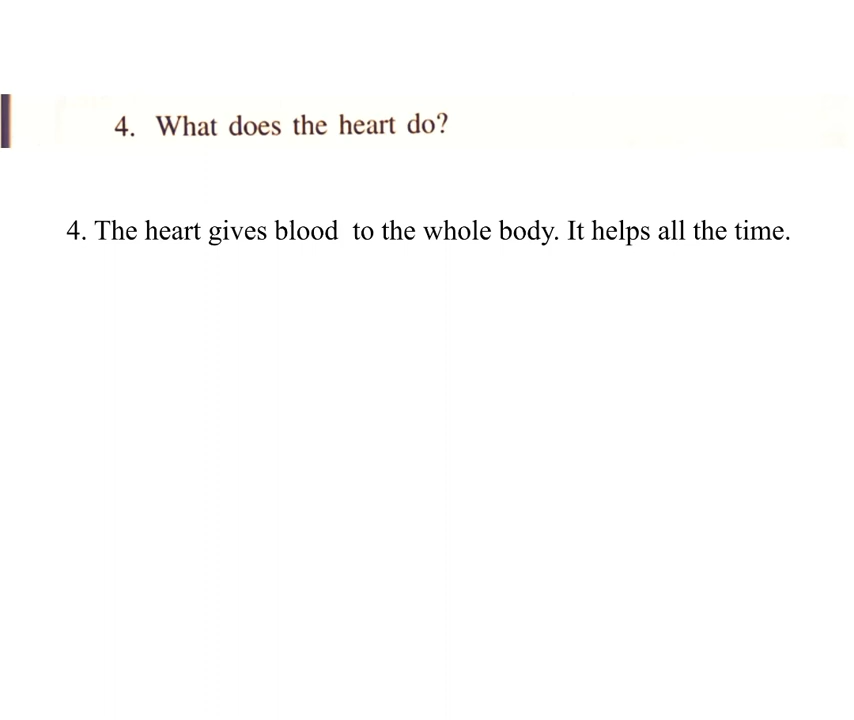 4. What does the heart do?
4. The heart gives blood  to the whole body. It helps all the time.